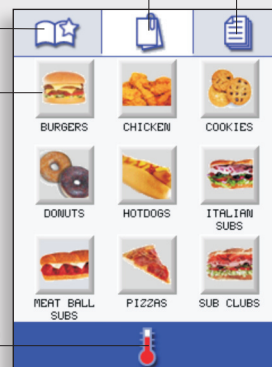 BURGERS
CHICKEN
COOKIES
DONUTS
HOTDOGS
ITALIAN
SUBS
MEAT BALL
SUBS
PIZZAS
SUB CLUBS